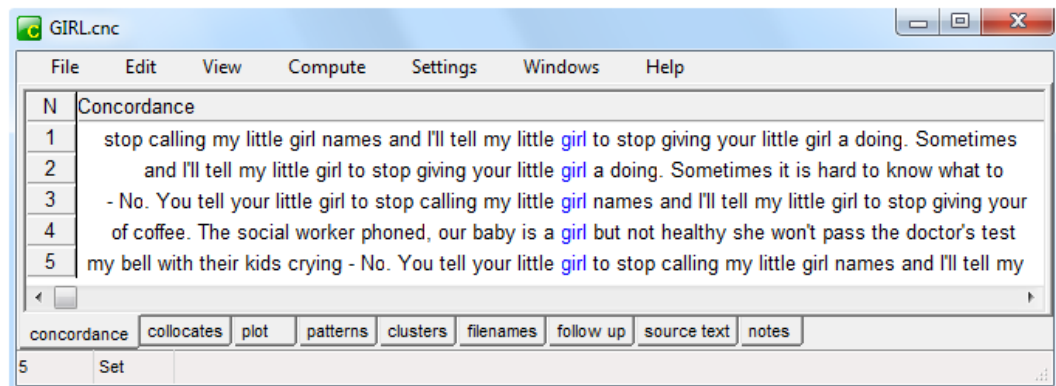 GIRL.cnc
File Edit View Compute Settings Windows Help
N Concordance
1 stop calling my little girl names and I'll tell my little girl to stop giving your little girl a doing. Sometimes
2 and I'll tell my little girl to stop giving your little girl a doing. Sometimes it is hard to know what to
3 - No. You tell your little girl to stop calling my little girl names and I'll tell my little girl to stop giving your
4 of coffee. The social worker phoned, our baby is a girl but not healthy she won't pass the doctor's test
5 my bell with their kids crying - No. You tell your little girl to stop calling my little girl names and I'll tell my
concordance collocates plot patterns clusters filenames follow up source text notes
5 Set